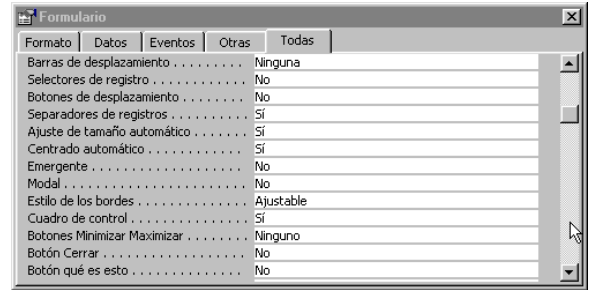 Formulario
Formato Datos Eventos Otras Todas
Barras de desplazamiento . . . . . . . . . Ninguna
Selectores de registro . . . . . . . . . . . . No
Botones de desplazamiento . . . . . . . No
Separadores de registros . . . . . . . . . . Sí
Ajuste de tamaño automático . . . . . . . Sí
Centrado automático . . . . . . . . . . . . Sí
Emergente . . . . . . . . . . . . . . . . . . . No
Modal . . . . . . . . . . . . . . . . . . . . . . . No
Estilo de los bordes . . . . . . . . . . . . . . Ajustable
Cuadro de control . . . . . . . . . . . . . . . Sí
Botones Minimizar Maximizar . . . . . . . . Ninguno
Botón Cerrar . . . . . . . . . . . . . . . . . . No
Botón qué es esto . . . . . . . . . . . . . . No